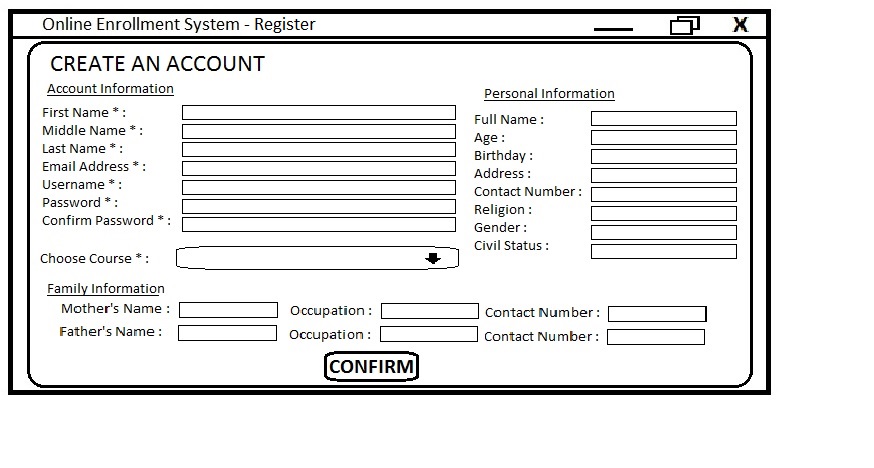 Online Enrollment System - Register
X
CREATE AN ACCOUNT
Account Information
First Name * :
Middle Name * :
Last Name * :
Email Address * :
Username * :
Password * :
Confirm Password * :
Choose Course * :
Personal Information
Full Name :
Age :
Birthday :
Address :
Contact Number :
Religion :
Gender :
Civil Status :
Family Information
Mother's Name : Occupation : Contact Number :
Father's Name : Occupation : Contact Number :
CONFIRM